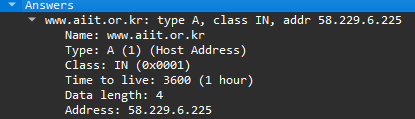 Answers
www.aiit.or.kr: type A, class IN, addr 58.229.6.225
Name: www.aiit.or.kr
Type: A (1) (Host Address)
Class: IN (0x0001)
Time to live: 3600 (1 hour)
Data length: 4
Address: 58.229.6.225